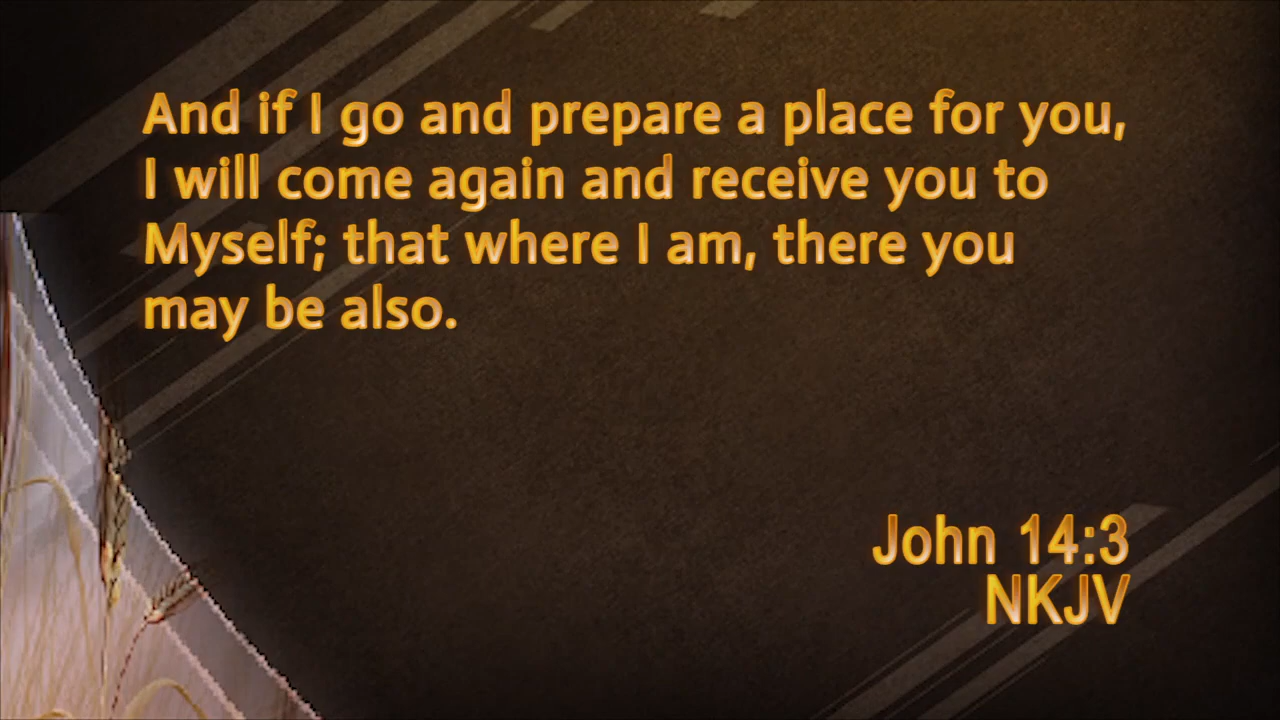 And if I go and prepare a place for you,
I will come again and receive you to
Myself; that where I am, there you
may be also.
John 14:3
NKJV